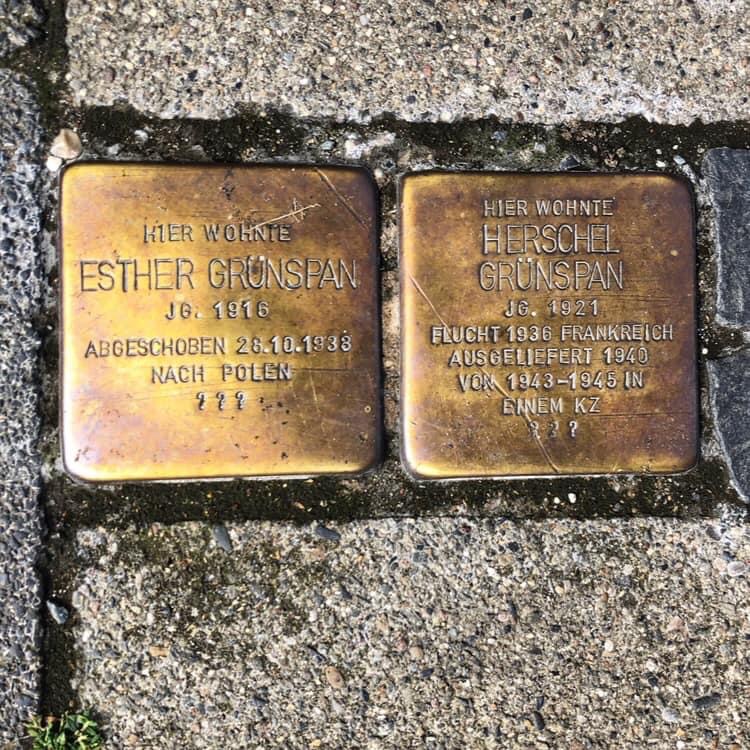 HIER WOHNTE
ESTHER GRÜNSPAN
JG. 1916
ABGESCHOBEN 28.10.1938
NACH POLEN
? ? ?
HIER WOHNTE
HERSCHEL
GRÜNSPAN
JG. 1921
FLUCHT 1936 FRANKREICH
AUSGELIEFERT 1940
VON 1943-1945 IN
EINEM KZ
? ? ?